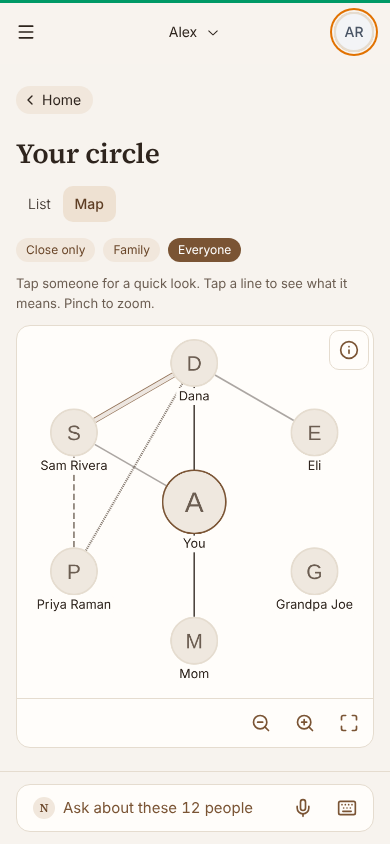 Alex
AR
Home
Your circle
List
Map
Close only
Family
Everyone
Tap someone for a quick look. Tap a line to see what it
means. Pinch to zoom.
D
Dana
S
Sam Rivera
E
Eli
A
You
P
Priya Raman
G
Grandpa Joe
M
Mom
N
Ask about these 12 people